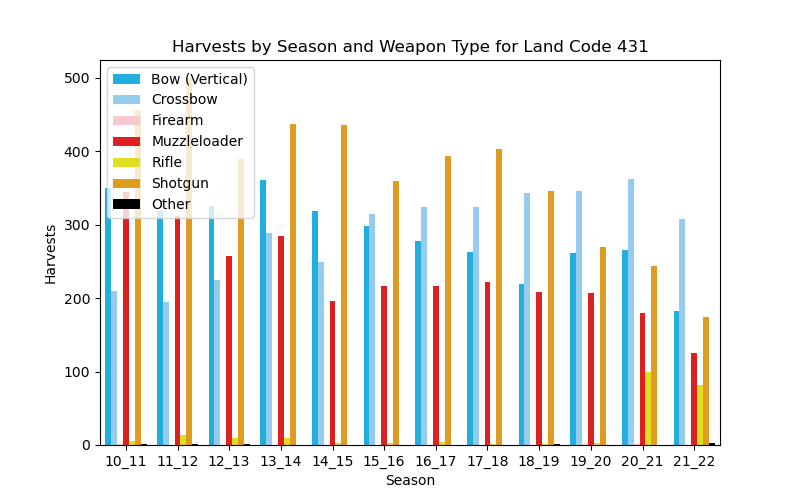 Harvests by Season and Weapon Type for Land Code 431
500
400
300
200
100
0
Harvests
Bow (Vertical)
Crossbow
Firearm
Muzzleloader
Rifle
Shotgun
Other
10_11 11_12 12_13 13_14 14_15 15_16 16_17 17_18 18_19 19_20 20_21 21_22
Season